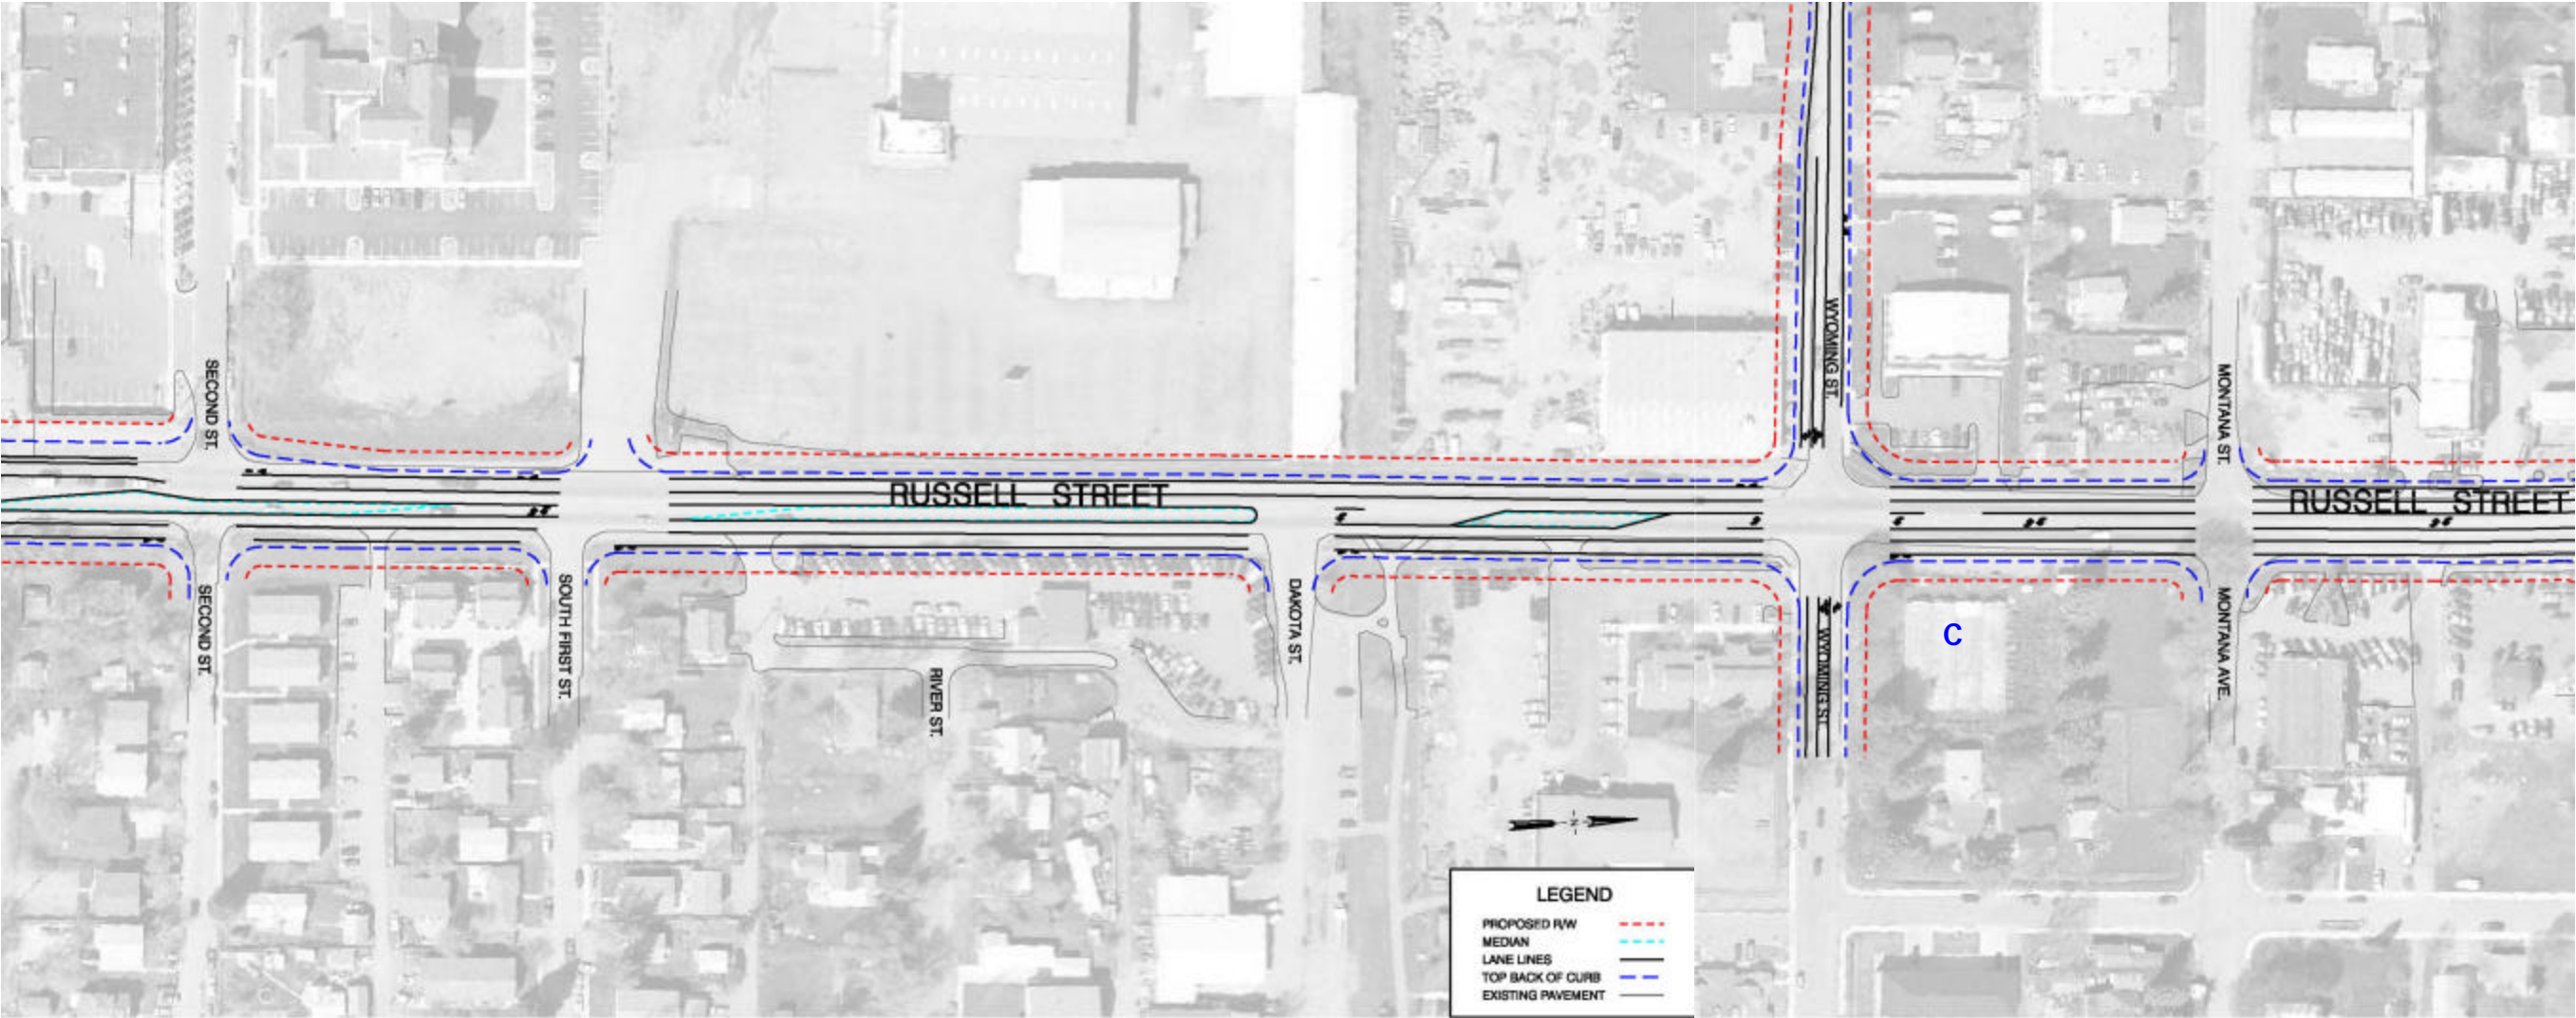 WYOMING ST.
SECOND ST.
MONTANA ST.
RUSSELL STREET
RUSSELL STREET
SECOND ST.
SOUTH FIRST ST.
DAKOTA ST.
MONTANA AVE.
WYOMING ST.
C
RIVER ST.
-N-
LEGEND
PROPOSED R/W
MEDIAN
LANE LINES
TOP BACK OF CURB
EXISTING PAVEMENT